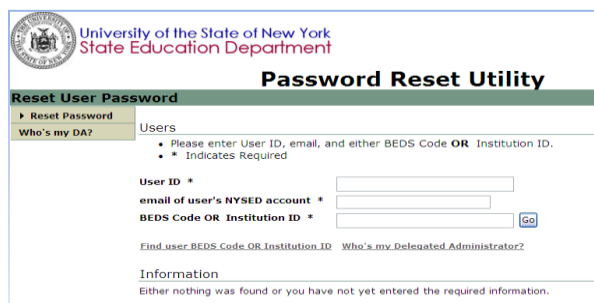 University of the State of New York
State Education Department
Password Reset Utility
Reset User Password
Reset Password
Who's my DA?
Users
• Please enter User ID, email, and either BEDS Code OR Institution ID.
• * Indicates Required
User ID *
email of user's NYSED account *
BEDS Code OR Institution ID *
Go
Find user BEDS Code OR Institution ID Who's my Delegated Administrator?
Information
Either nothing was found or you have not yet entered the required information.